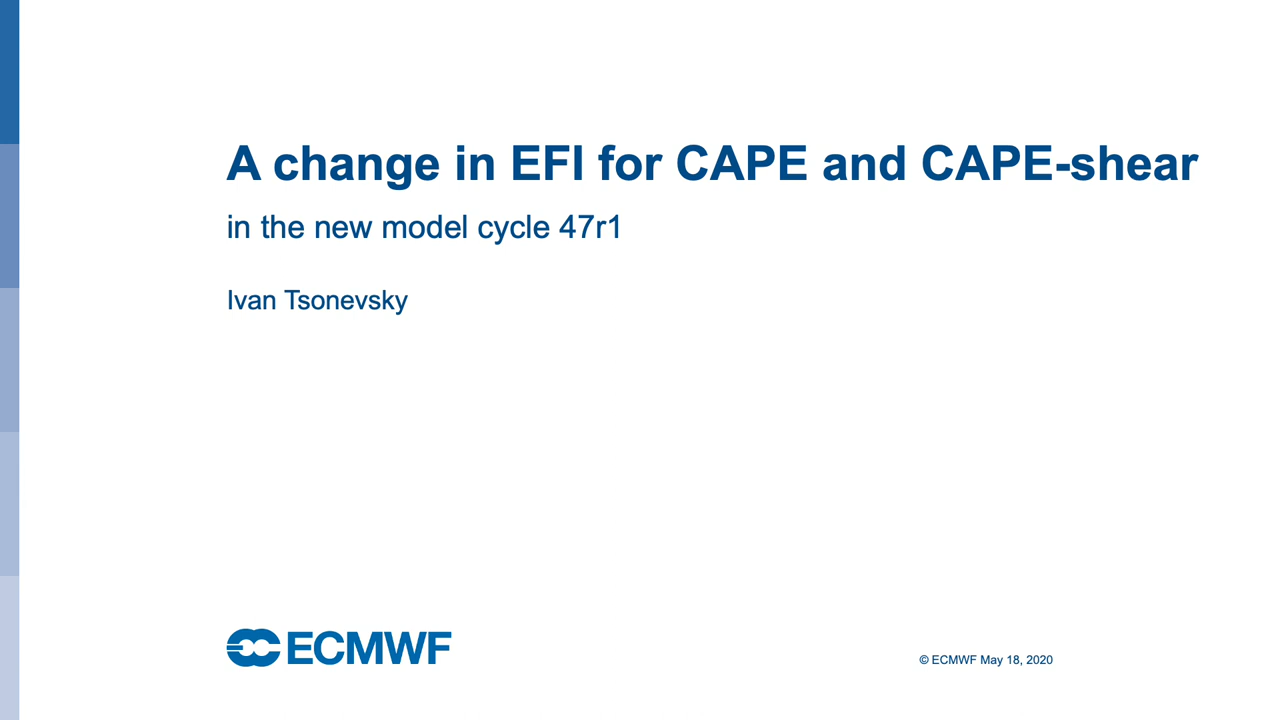 A change in EFI for CAPE and CAPE-shear
in the new model cycle 47r1
Ivan Tsonevsky
ECMWF
© ECMWF May 18, 2020